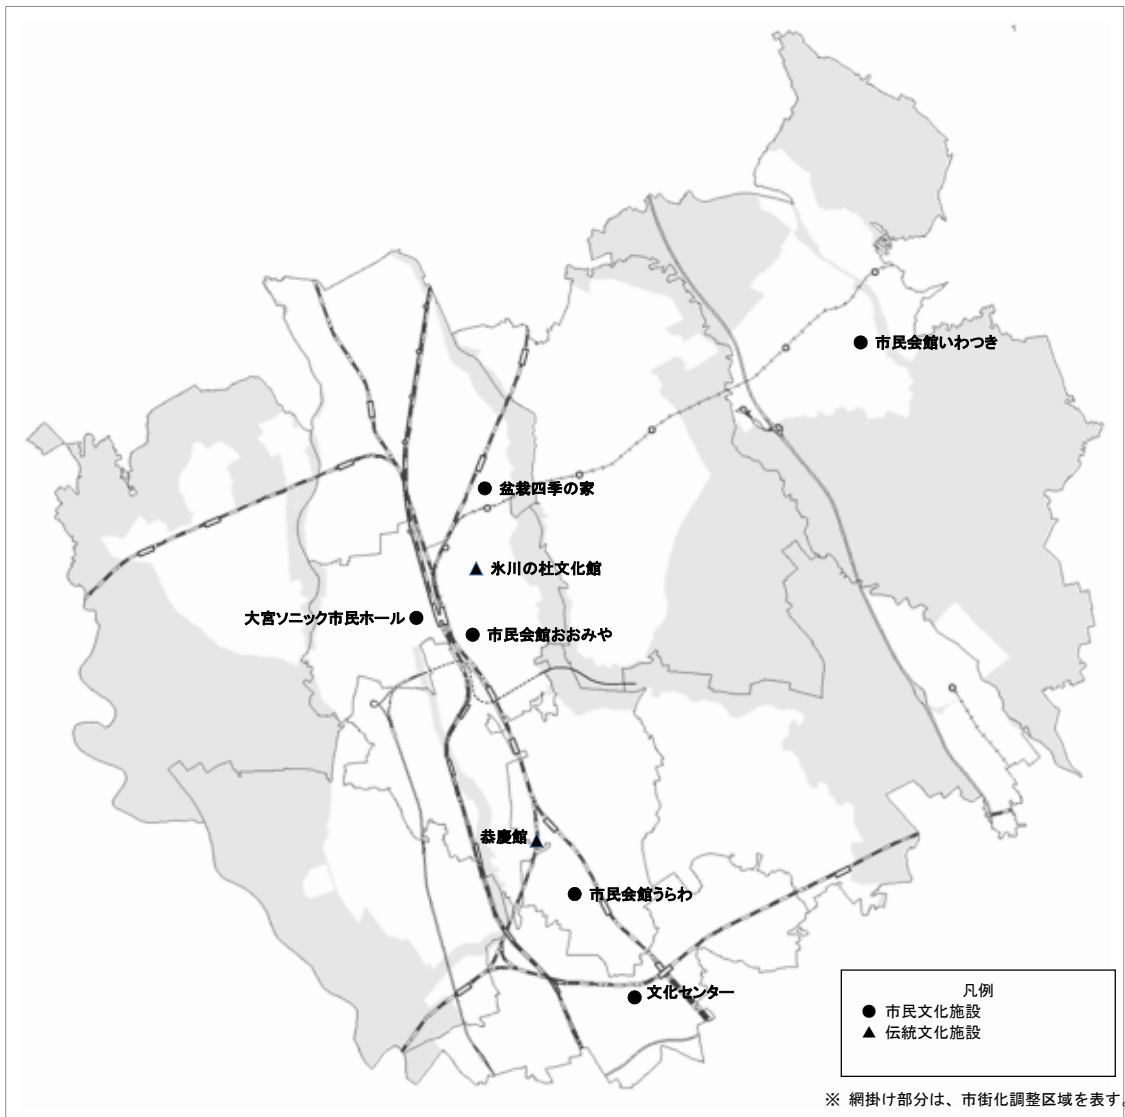 市民会館いわつき
盆栽四季の家
氷川の杜文化館
大宮ソニック市民ホール
市民会館おおみや
恭慶館
市民会館うらわ
文化センター
凡例
● 市民文化施設
▲ 伝統文化施設
※ 網掛け部分は、市街化調整区域を表す。